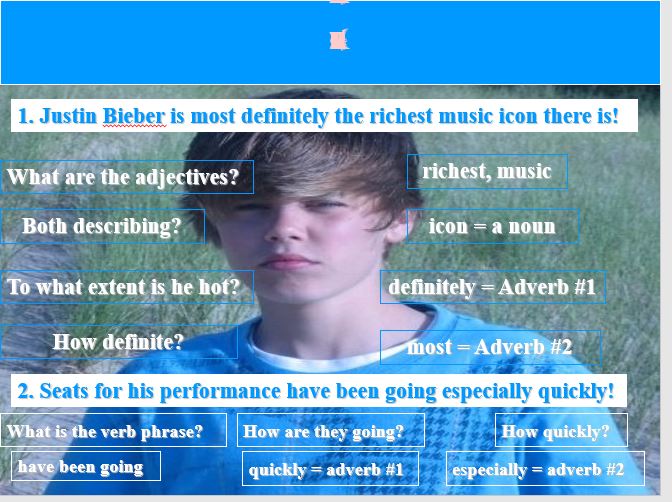 1. Justin Bieber is most definitely the richest music icon there is!
What are the adjectives?
richest, music
Both describing?
icon = a noun
To what extent is he hot?
definitely = Adverb #1
How definite?
most = Adverb #2
2. Seats for his performance have been going especially quickly!
What is the verb phrase?
How are they going?
How quickly?
have been going
quickly = adverb #1
especially = adverb #2